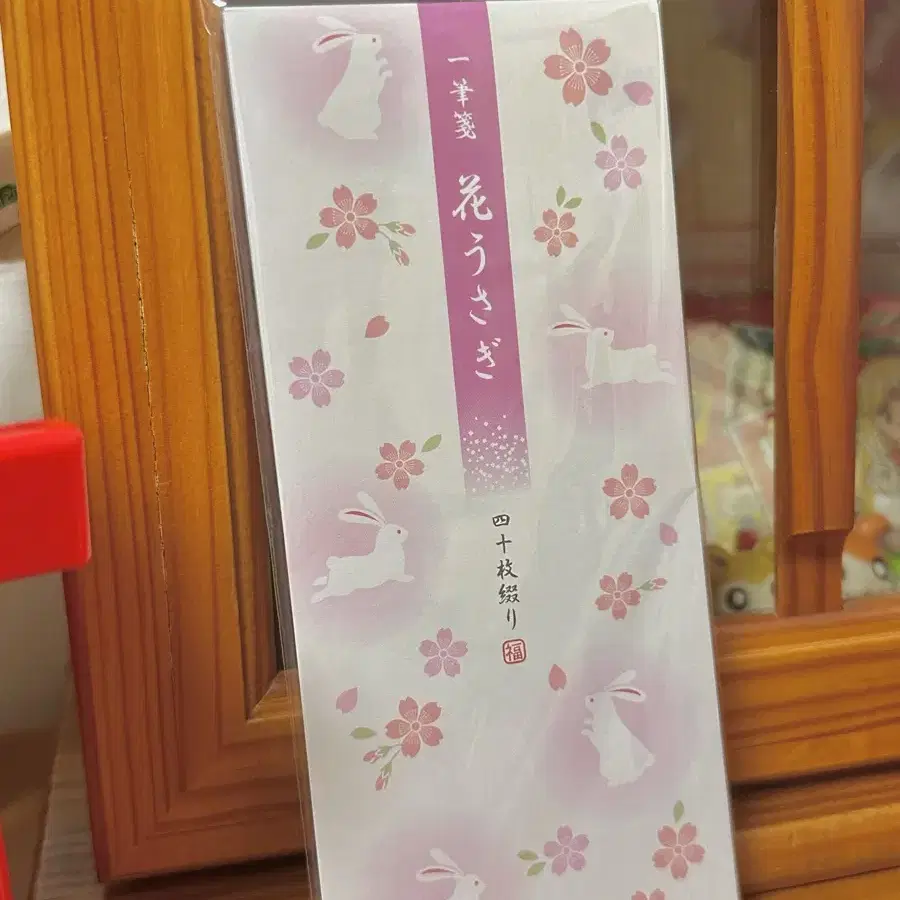 一筆箋
花うさぎ
四十枚綴り
福